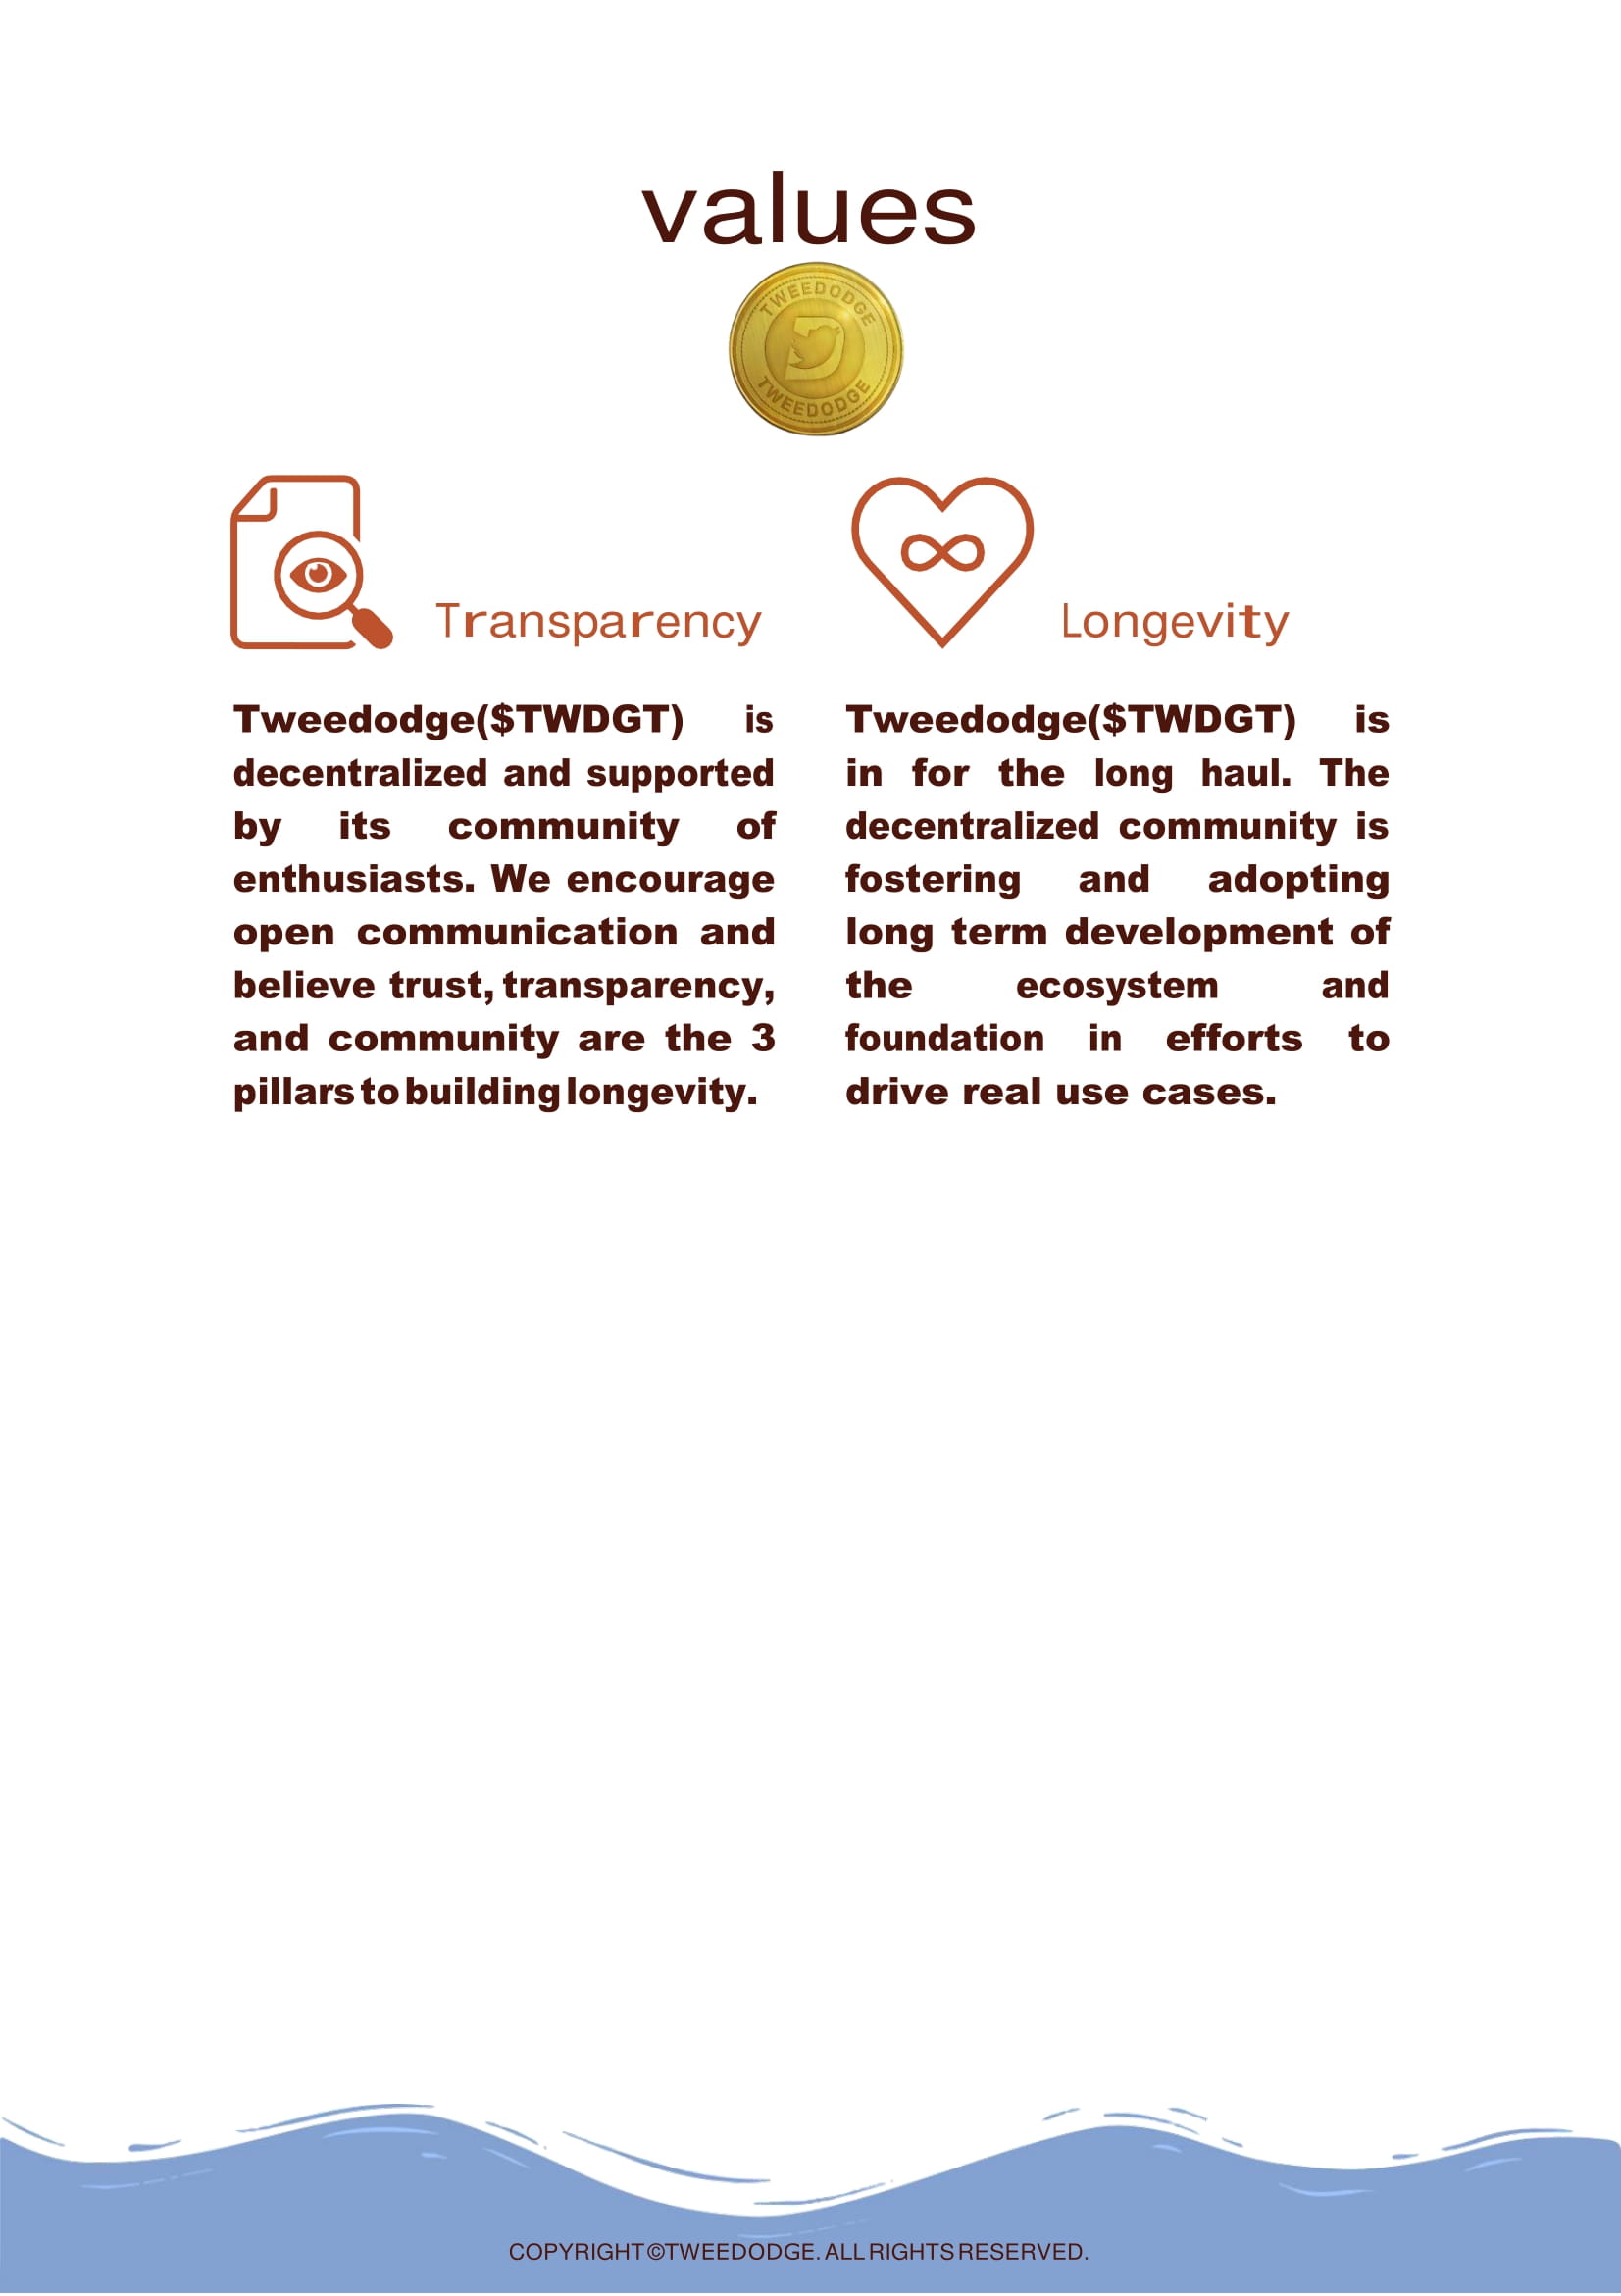 values
TWEEDODGE
TWEEDODGE
Transparency
Tweedodge($TWDGT) is
decentralized and supported
by its community of
enthusiasts. We encourage
open communication and
believe trust, transparency,
and community are the 3
pillars to building longevity.
Longevity
Tweedodge($TWDGT) is
in for the long haul. The
decentralized community is
fostering and adopting
long term development of
the ecosystem and
foundation in efforts to
drive real use cases.
COPYRIGHT ©TWEEDODGE. ALL RIGHTS RESERVED.